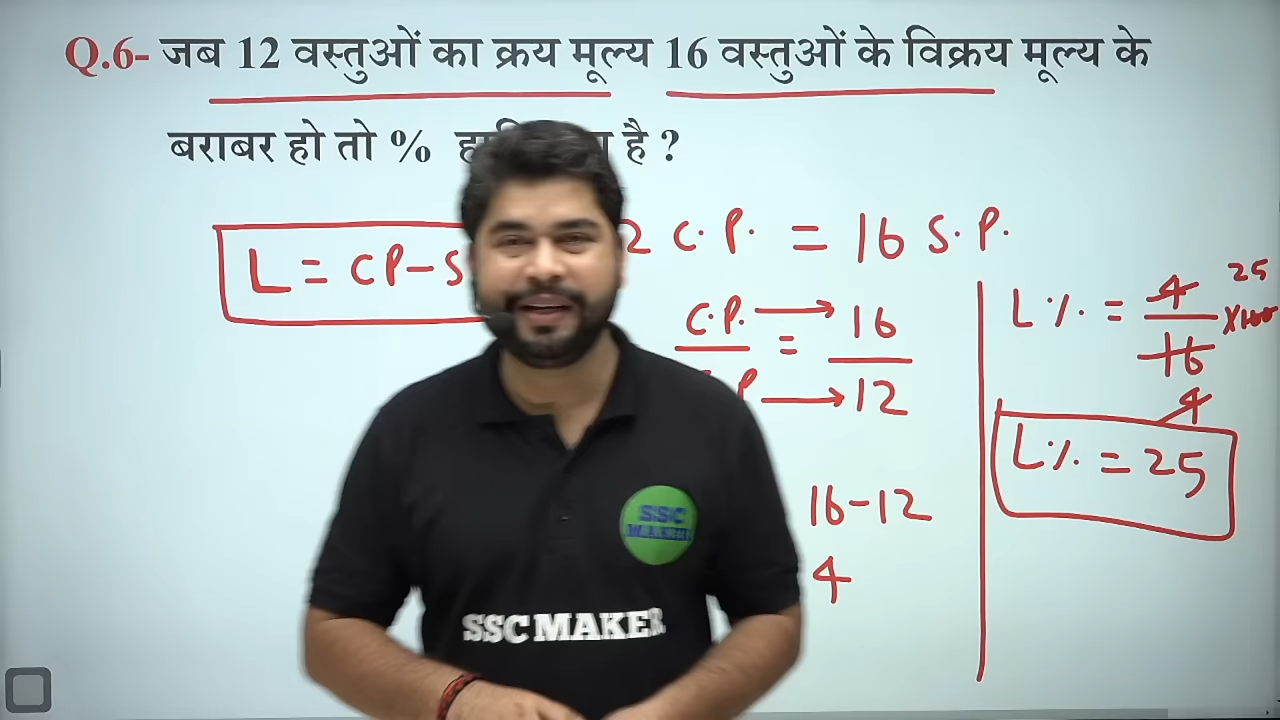 Q.6- जब 12 वस्तुओं का क्रय मूल्य 16 वस्तुओं के विक्रय मूल्य के
बराबर हो तो % है ?
2 C.P. = 16 S.P.
L = CP-S
C.P. → 16
=
P → 12
16-12
4
L% = 4/16 ×100
25
4
L% = 25
SSC
MAKER
SSC MAKER